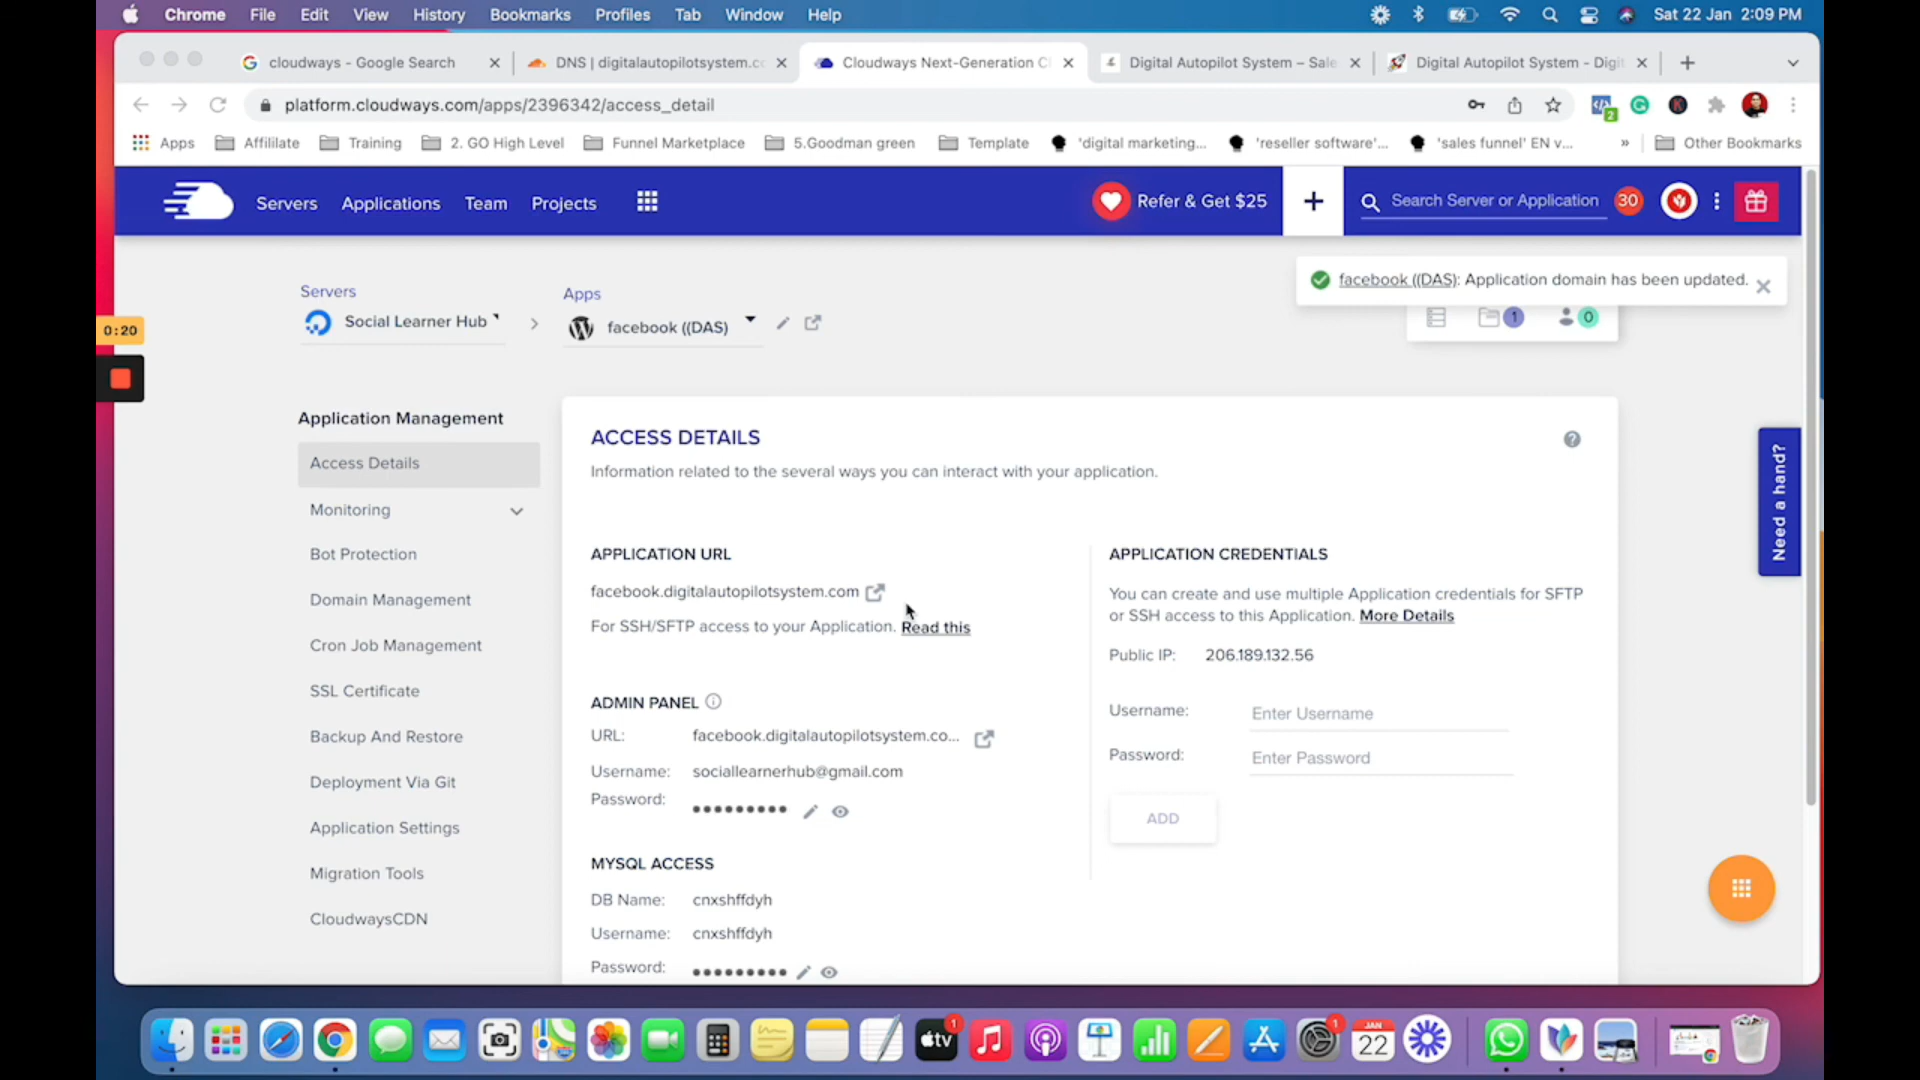 Chrome File Edit View History Bookmarks Profiles Tab Window Help Sat 22 Jan 2:09 PM
cloudways - Google Search DNS | digitalautopilotsystem.co Cloudways Next-Generation Cl Digital Autopilot System – Sale Digital Autopilot System - Digit
platform.cloudways.com/apps/2396342/access_detail 2
Apps Affililate Training 2. GO High Level Funnel Marketplace 5.Goodman green Template 'digital marketing... 'reseller software'... 'sales funnel' EN v... » Other Bookmarks
Servers Applications Team Projects Refer & Get $25 + Search Server or Application 30
facebook ((DAS): Application domain has been updated.
Servers Apps
Social Learner Hub facebook ((DAS) 1 0
0:20
Application Management
Access Details
Monitoring
Bot Protection
Domain Management
Cron Job Management
SSL Certificate
Backup And Restore
Deployment Via Git
Application Settings
Migration Tools
CloudwaysCDN
ACCESS DETAILS
Information related to the several ways you can interact with your application.
APPLICATION URL
facebook.digitalautopilotsystem.com
For SSH/SFTP access to your Application. Read this
ADMIN PANEL
URL: facebook.digitalautopilotsystem.co...
Username: sociallearnerhub@gmail.com
Password: •••••••••
MYSQL ACCESS
DB Name: cnxshffdyh
Username: cnxshffdyh
Password: •••••••••
APPLICATION CREDENTIALS
You can create and use multiple Application credentials for SFTP
or SSH access to this Application. More Details
Public IP: 206.189.132.56
Username: Enter Username
Password: Enter Password
ADD
Need a hand?
tv 1 1 JAN 22